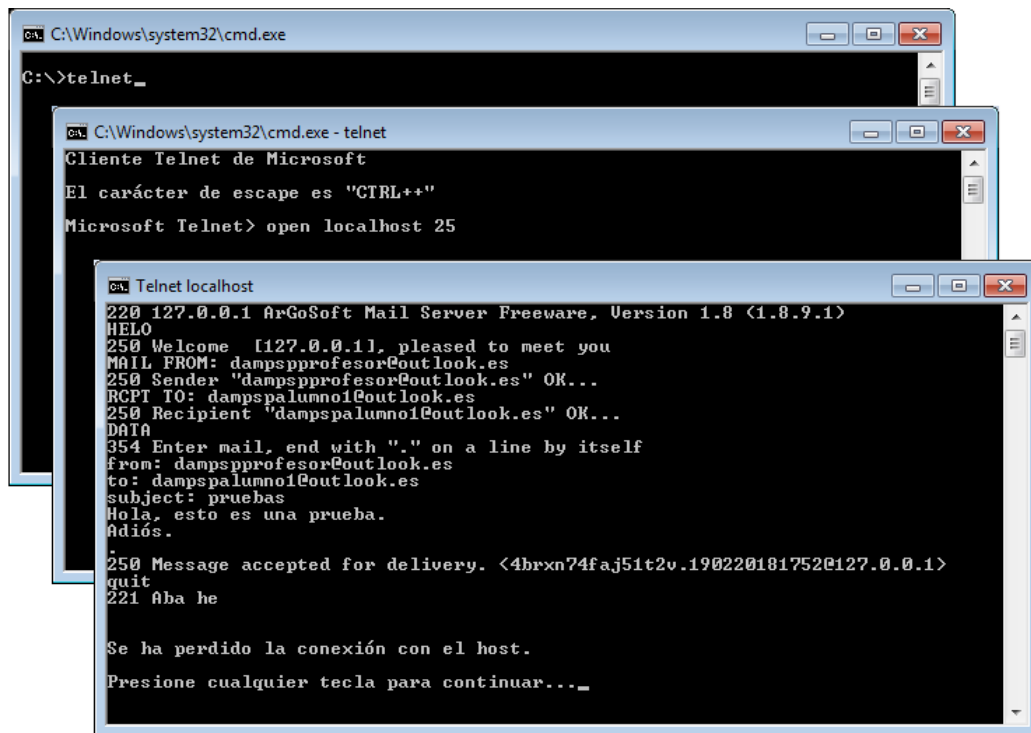 C:\Windows\system32\cmd.exe
C:\>telnet_
C:\Windows\system32\cmd.exe - telnet
Cliente Telnet de Microsoft
El carácter de escape es "CTRL++"
Microsoft Telnet> open localhost 25
Telnet localhost
220 127.0.0.1 ArGoSoft Mail Server Freeware, Version 1.8 (1.8.9.1)
HELO
250 Welcome  [127.0.0.1], pleased to meet you
MAIL FROM: dampspprofesor@outlook.es
250 Sender "dampspprofesor@outlook.es" OK...
RCPT TO: dampspalumno1@outlook.es
250 Recipient "dampspalumno1@outlook.es" OK...
DATA
354 Enter mail, end with "." on a line by itself
from: dampspprofesor@outlook.es
to: dampspalumno1@outlook.es
subject: pruebas
Hola, esto es una prueba.
Adiós.
.
250 Message accepted for delivery. <4brxn74faj51t2v.190220181752@127.0.0.1>
quit
221 Aba he
Se ha perdido la conexión con el host.
Presione cualquier tecla para continuar..._